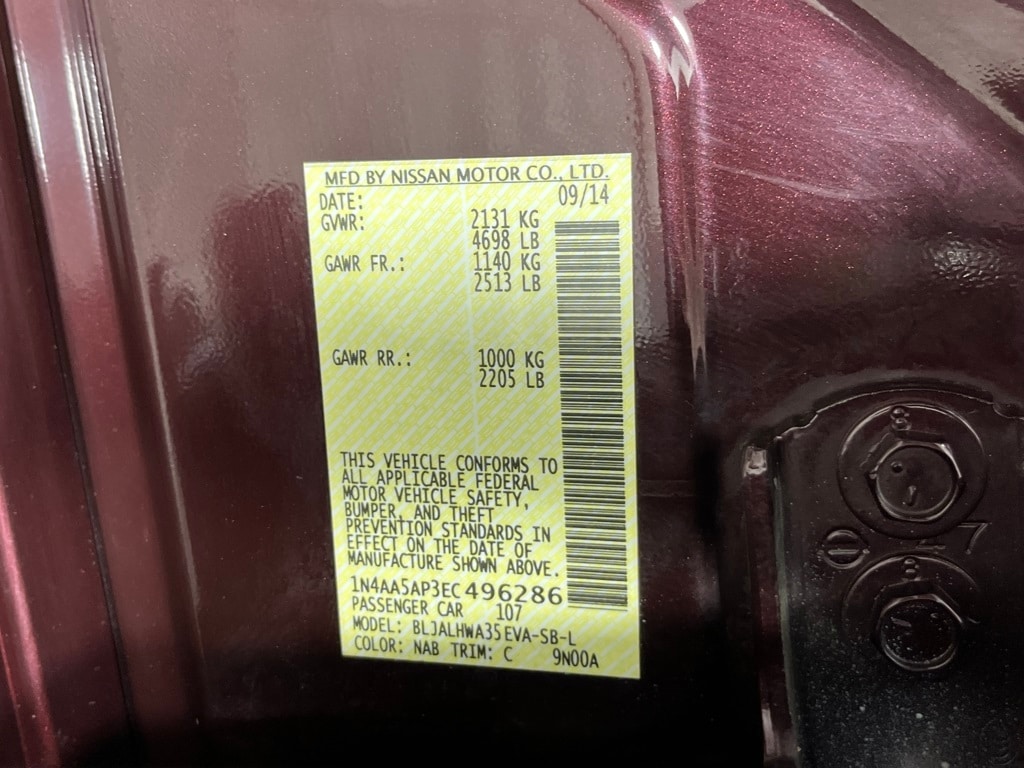 MFD BY NISSAN MOTOR CO., LTD.
DATE: 09/14
GVWR: 2131 KG
4698 LB
GAWR FR.: 1140 KG
2513 LB
GAWR RR.: 1000 KG
2205 LB
THIS VEHICLE CONFORMS TO
ALL APPLICABLE FEDERAL
MOTOR VEHICLE SAFETY,
BUMPER, AND THEFT
PREVENTION STANDARDS IN
EFFECT ON THE DATE OF
MANUFACTURE SHOWN ABOVE.
1N4AA5AP3EC496286
PASSENGER CAR 107
MODEL: BLJALHWA35EVA-SB-L
COLOR: NAB TRIM: C 9N00A
8
7
8